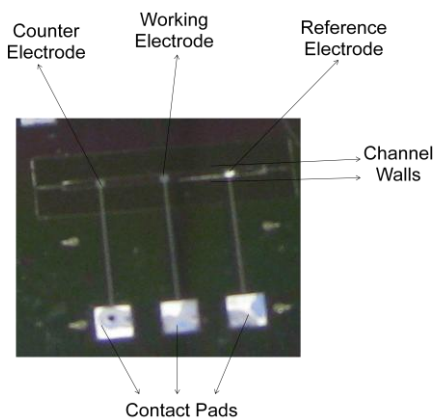 Counter
Electrode
Working
Electrode
Reference
Electrode
Channel
Walls
Contact Pads